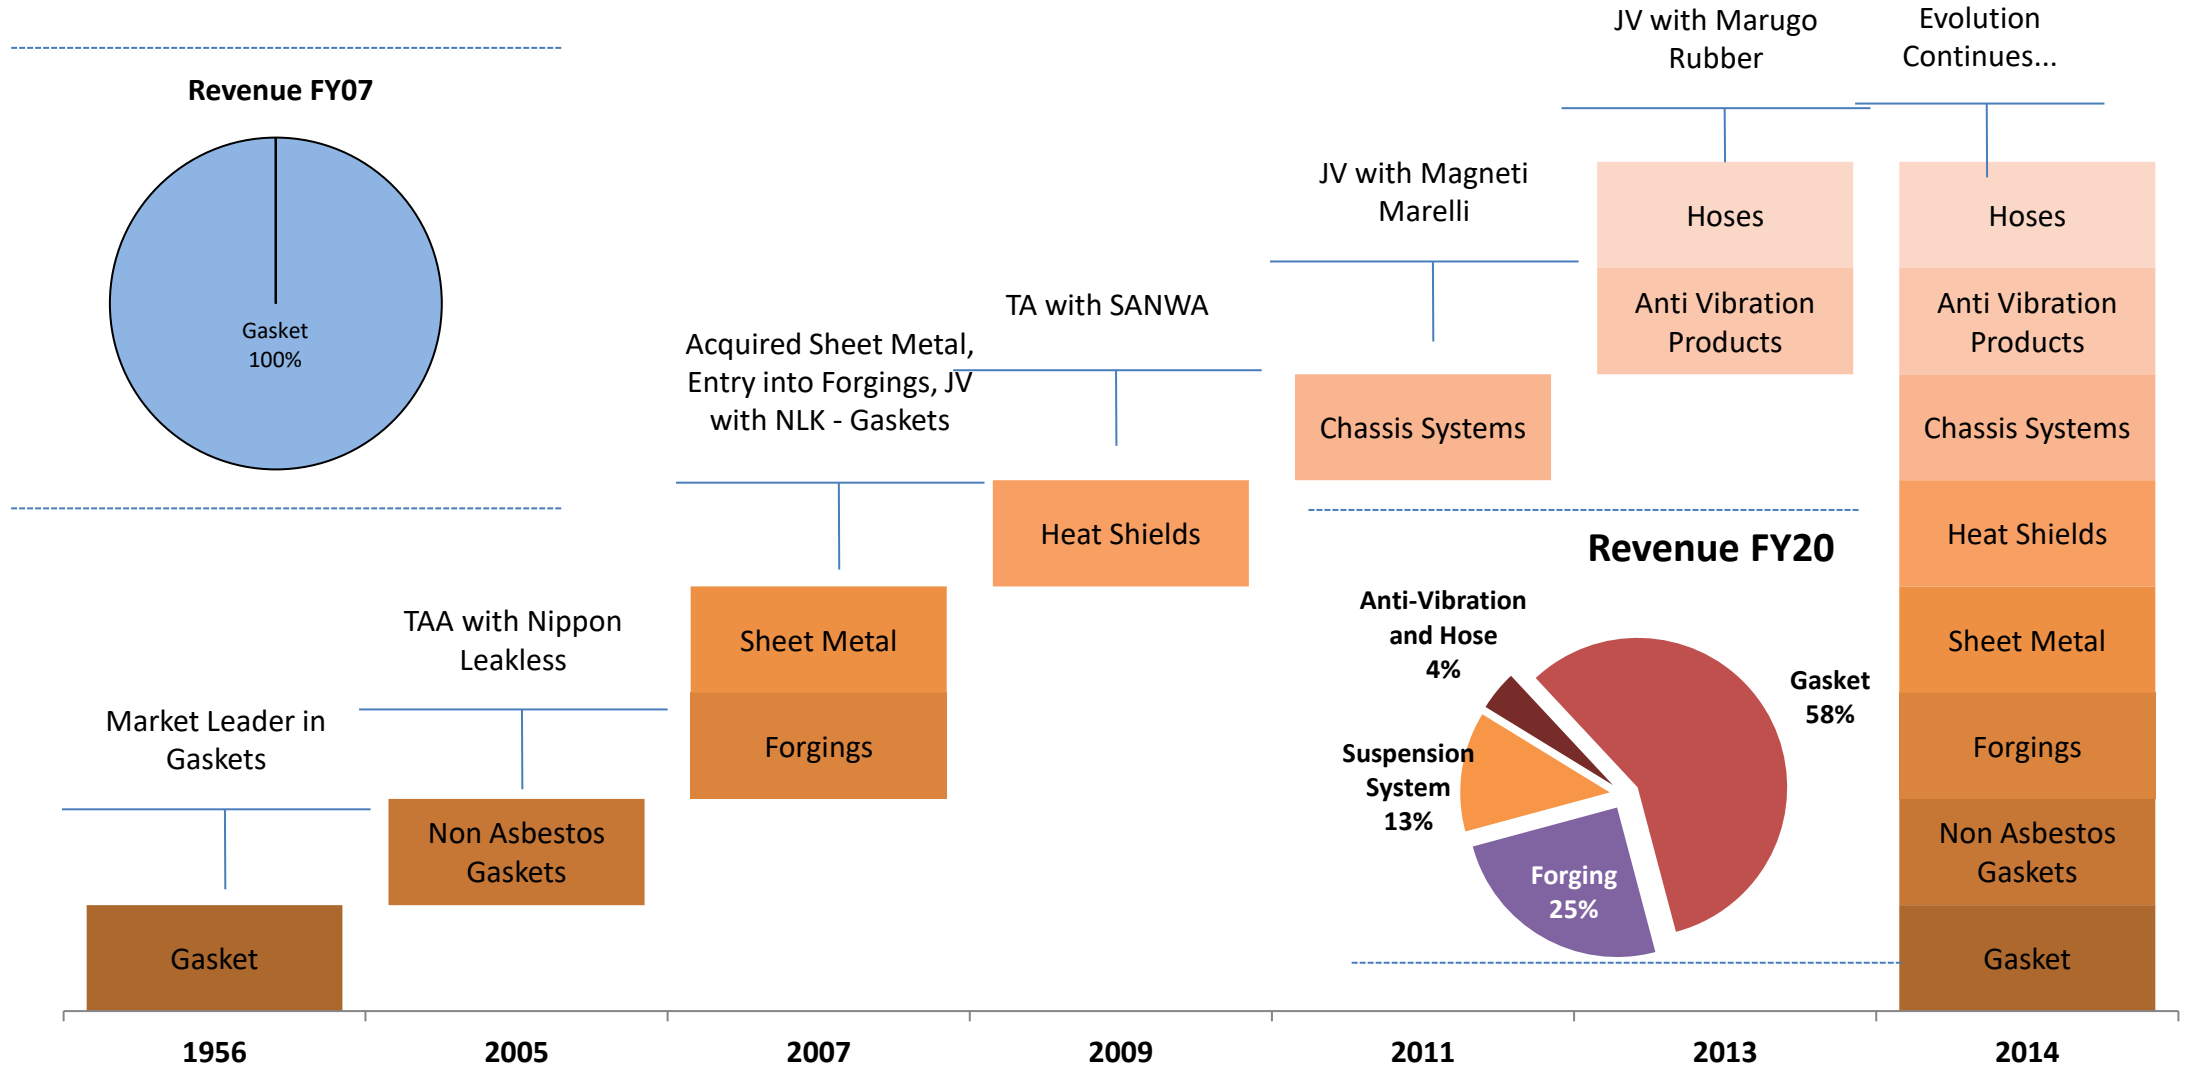 Revenue FY07
Gasket
100%
Market Leader in
Gaskets
Gasket
TAA with Nippon
Leakless
Non Asbestos
Gaskets
Acquired Sheet Metal,
Entry into Forgings, JV
with NLK - Gaskets
Sheet Metal
Forgings
TA with SANWA
Heat Shields
JV with Magneti
Marelli
Chassis Systems
JV with Marugo
Rubber
Hoses
Anti Vibration
Products
Evolution
Continues...
Hoses
Anti Vibration
Products
Chassis Systems
Heat Shields
Sheet Metal
Forgings
Non Asbestos
Gaskets
Gasket
Revenue FY20
Anti-Vibration
and Hose
4%
Gasket
58%
Suspension
System
13%
Forging
25%
1956
2005
2007
2009
2011
2013
2014